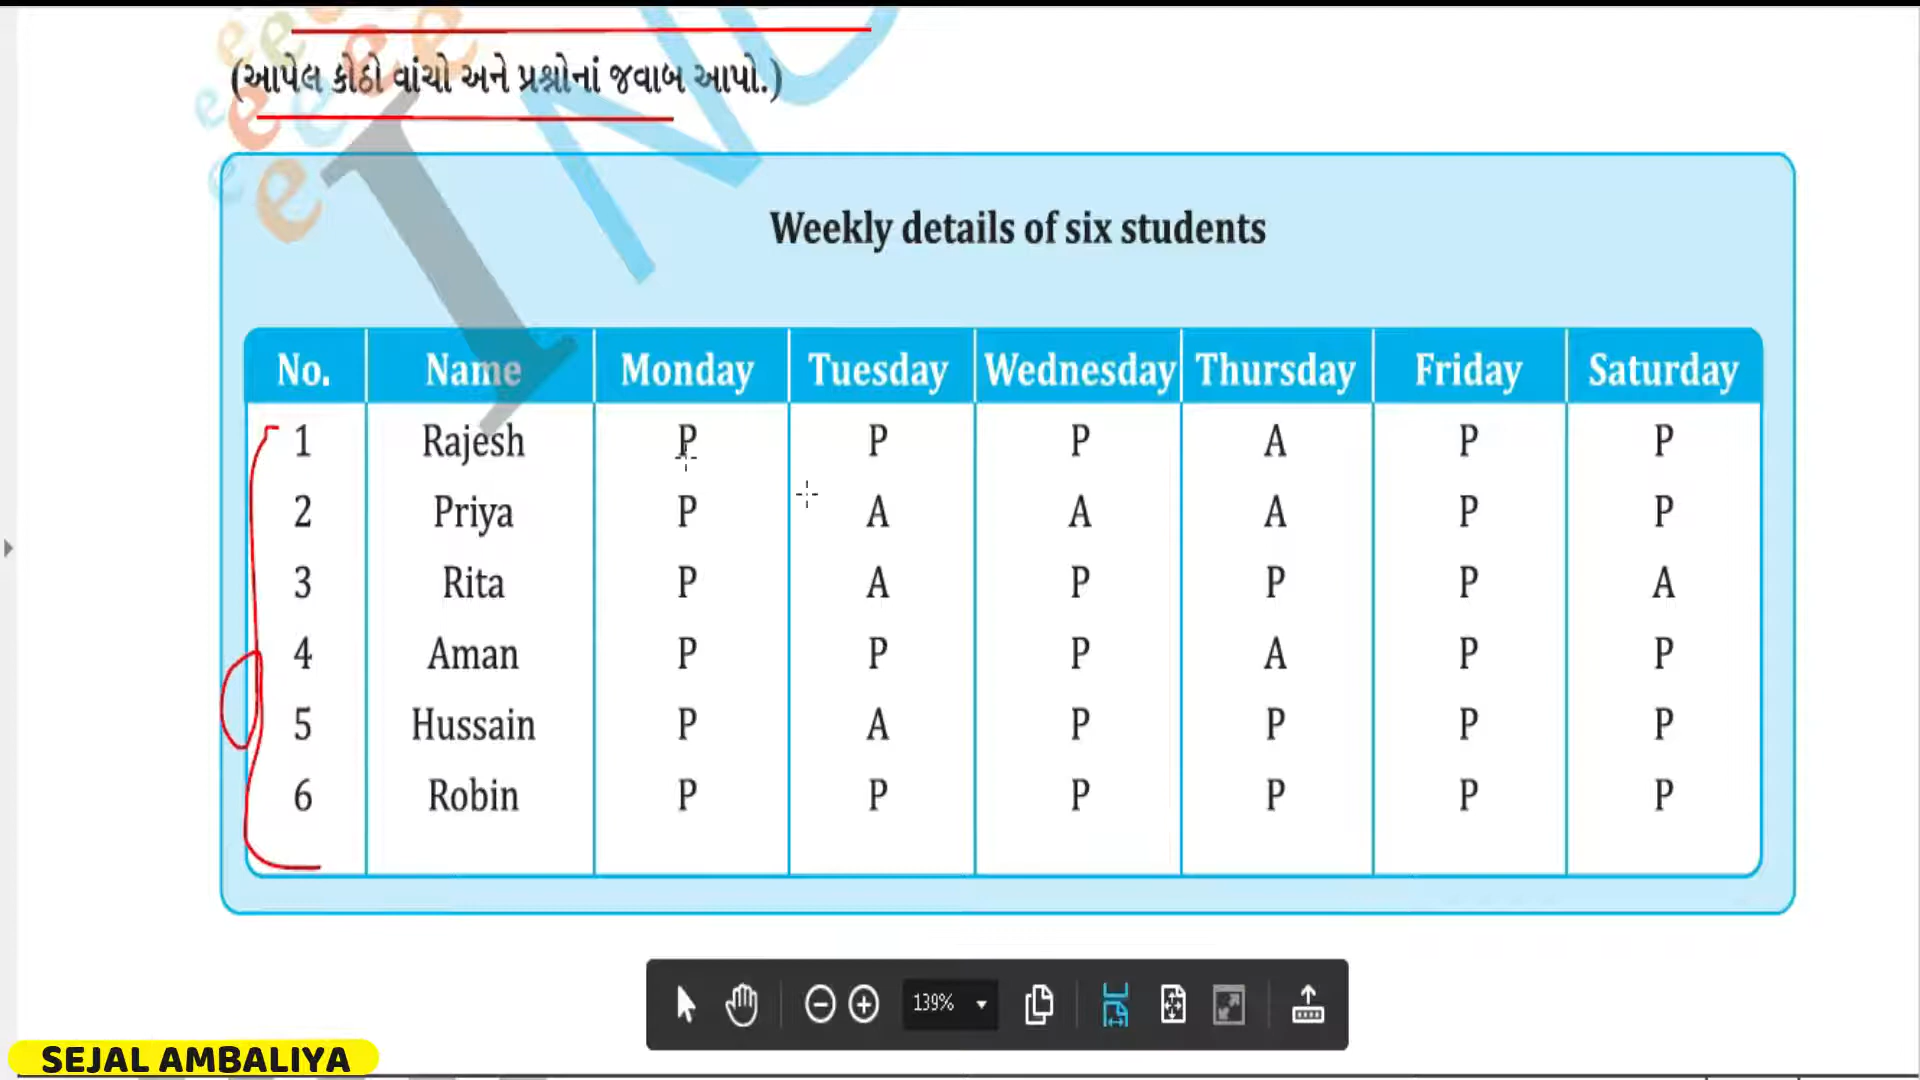 (આપેલ કોઠો વાંચો અને પ્રશ્નોનાં જવાબ આપો.)
Weekly details of six students
No. Name Monday Tuesday Wednesday Thursday Friday Saturday
1 Rajesh P P P A P P
2 Priya P A A A P P
3 Rita P A P P P A
4 Aman P P P A P P
5 Hussain P A P P P P
6 Robin P P P P P P
139%
SEJAL AMBALIYA